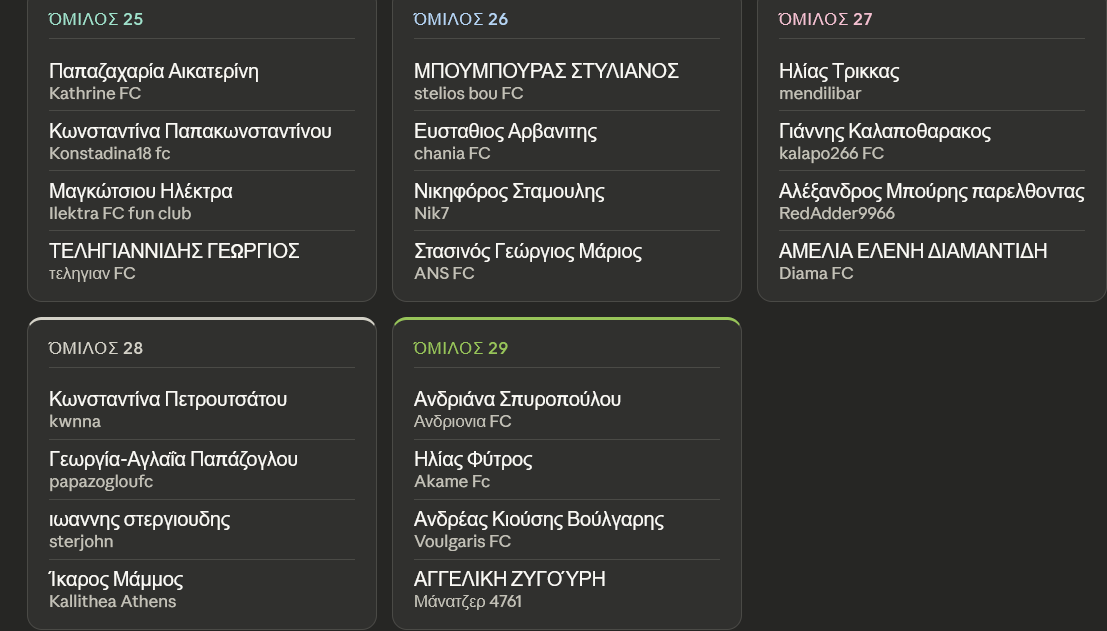 ΌΜΙΛΟΣ 25
Παπαζαχαρία Αικατερίνη
Kathrine FC
Κωνσταντίνα Παπακωνσταντίνου
Konstadina18 fc
Μαγκώτσιου Ηλέκτρα
Ilektra FC fun club
ΤΕΛΗΓΙΑΝΝΙΔΗΣ ΓΕΩΡΓΙΟΣ
τεληγιαν FC
ΌΜΙΛΟΣ 26
ΜΠΟΥΜΠΟΥΡΑΣ ΣΤΥΛΙΑΝΟΣ
stelios bou FC
Ευσταθιος Αρβανιτης
chania FC
Νικηφόρος Σταμουλης
Nik7
Στασινός Γεώργιος Μάριος
ANS FC
ΌΜΙΛΟΣ 27
Ηλίας Τρικκας
mendilibar
Γιάννης Καλαποθαρακος
kalapo266 FC
Αλέξανδρος Μπούρης παρελθοντας
RedAdder9966
ΑΜΕΛΙΑ ΕΛΕΝΗ ΔΙΑΜΑΝΤΙΔΗ
Diama FC
ΌΜΙΛΟΣ 28
Κωνσταντίνα Πετρουτσάτου
kwnna
Γεωργία-Αγλαΐα Παπάζογλου
papazogloufc
ιωαννης στεργιουδης
sterjohn
Ίκαρος Μάμμος
Kallithea Athens
ΌΜΙΛΟΣ 29
Ανδριάνα Σπυροπούλου
Ανδριονια FC
Ηλίας Φύτρος
Akame Fc
Ανδρέας Κιούσης Βούλγαρης
Voulgaris FC
ΑΓΓΕΛΙΚΗ ΖΥΓΟΎΡΗ
Μάνατζερ 4761